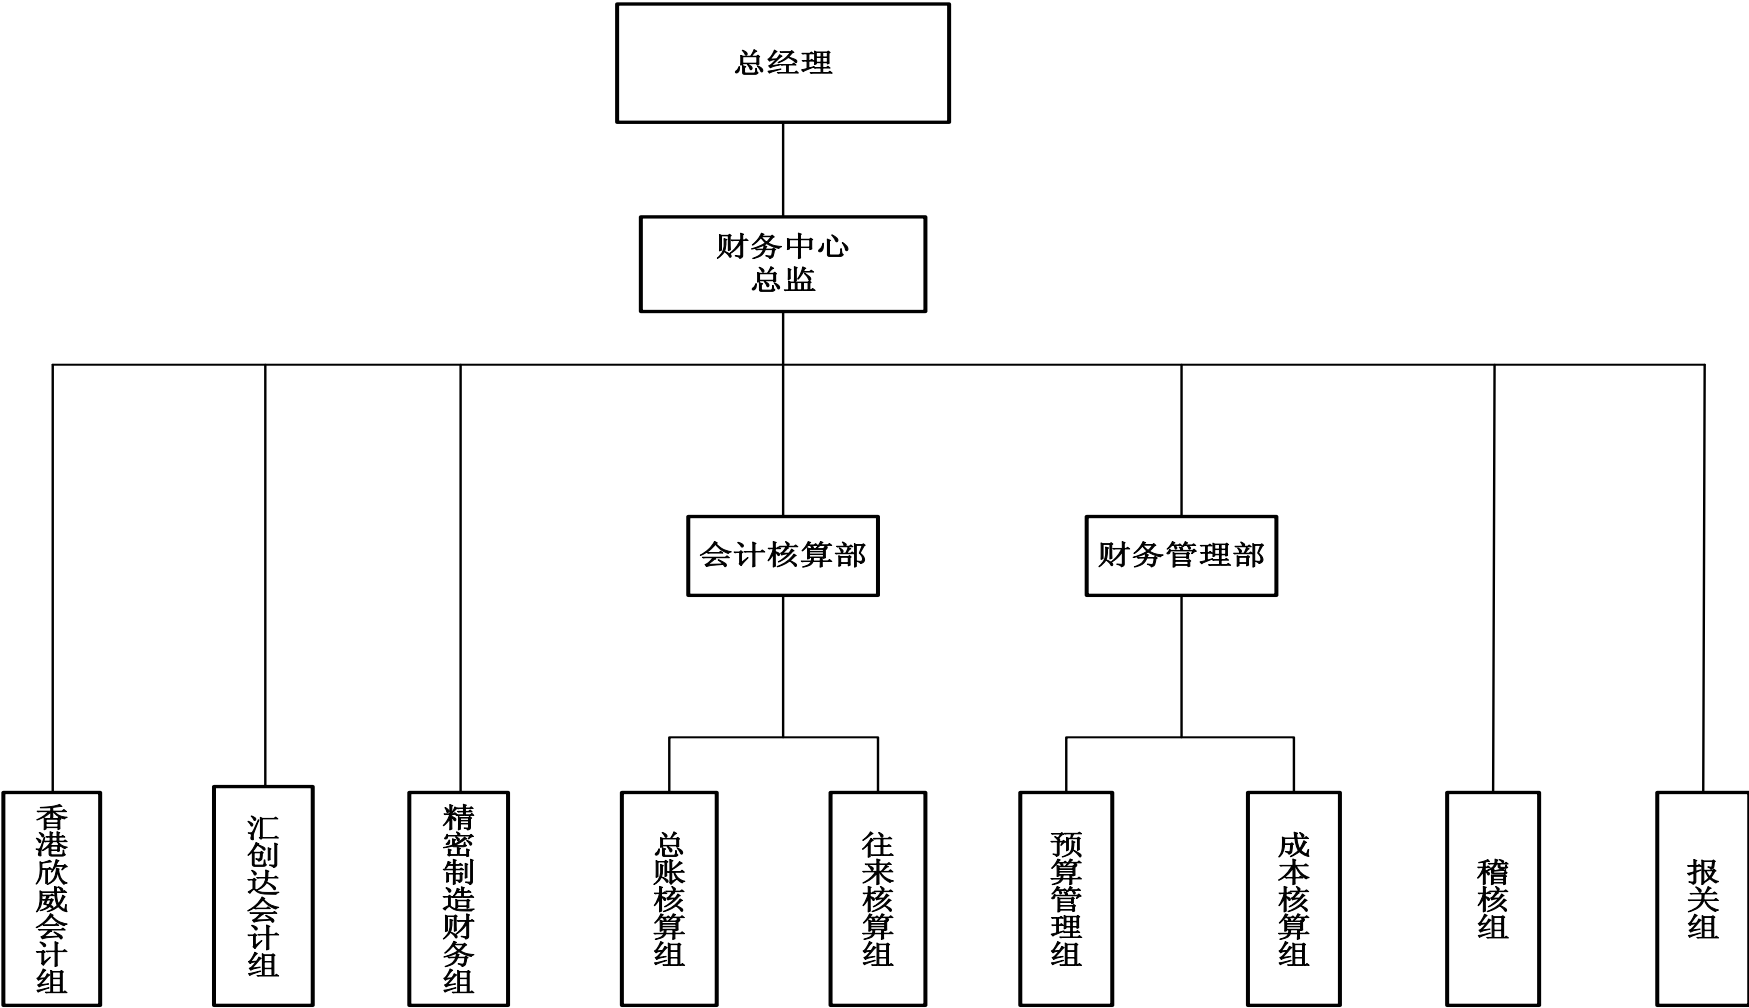 总经理
财务中心
总监
会计核算部
财务管理部
香港欣威会计组
汇创达会计组
精密制造财务组
总账核算组
往来核算组
预算管理组
成本核算组
稽核组
报关组